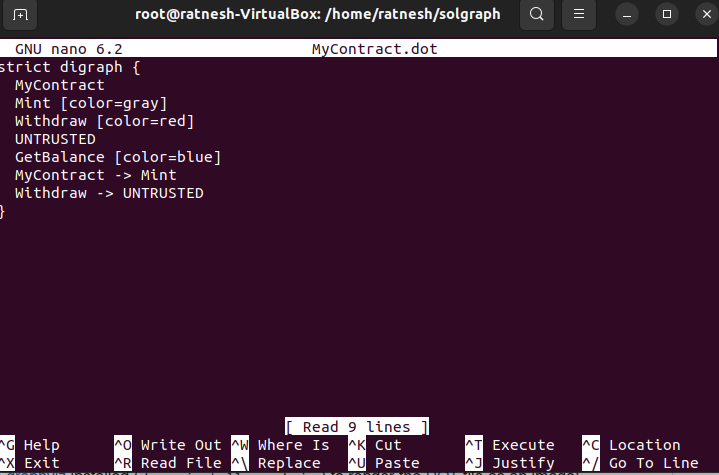 root@ratnesh-VirtualBox: /home/ratnesh/solgraph
GNU nano 6.2 MyContract.dot
strict digraph {
MyContract
Mint [color=gray]
Withdraw [color=red]
UNTRUSTED
GetBalance [color=blue]
MyContract -> Mint
Withdraw -> UNTRUSTED
}
[ Read 9 lines ]
^G Help ^O Write Out ^W Where Is ^K Cut ^T Execute ^C Location
^X Exit ^R Read File ^\ Replace ^U Paste ^J Justify ^/ Go To Line